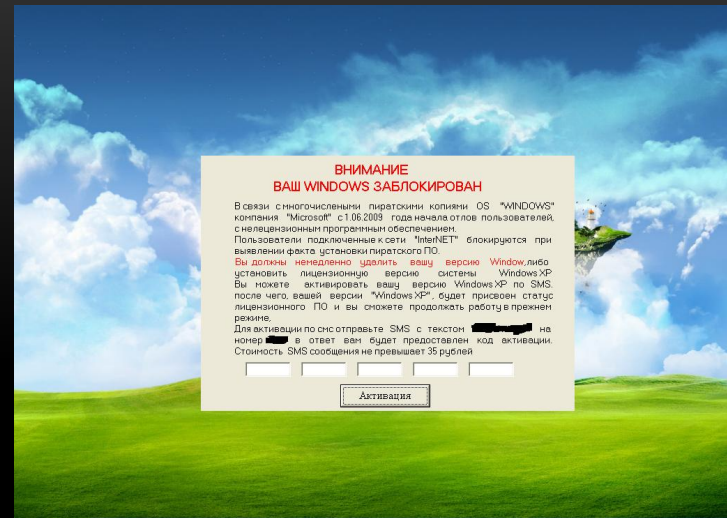 ВНИМАНИЕ
ВАШ WINDOWS ЗАБЛОКИРОВАН
В связи с многочислеными пиратскими копиями OS "WINDOWS"
компания "Microsoft" с 1.06.2009 года начала отлов пользователей,
с нелецензионным програмнным обеспечением.
Пользователи подключенные к сети "InterNET" блокируются при
выявлении факта установки пиратского ПО.
Вы должны немедленно удалить вашу версию Window,либо
установить лицензионную версию системы Windows XP
Вы можете активировать вашу версию Windows XP по SMS.
после чего, вашей версии "Windows XP", будет присвоен статус
лицензионного ПО и вы сможете продолжать работу в прежнем
режиме,
Для активации по смс отправьте SMS с текстом на
номер в ответ вам будет предоставлен код активации.
Стоимость SMS сообщения не превышает 35 рублей
Активация